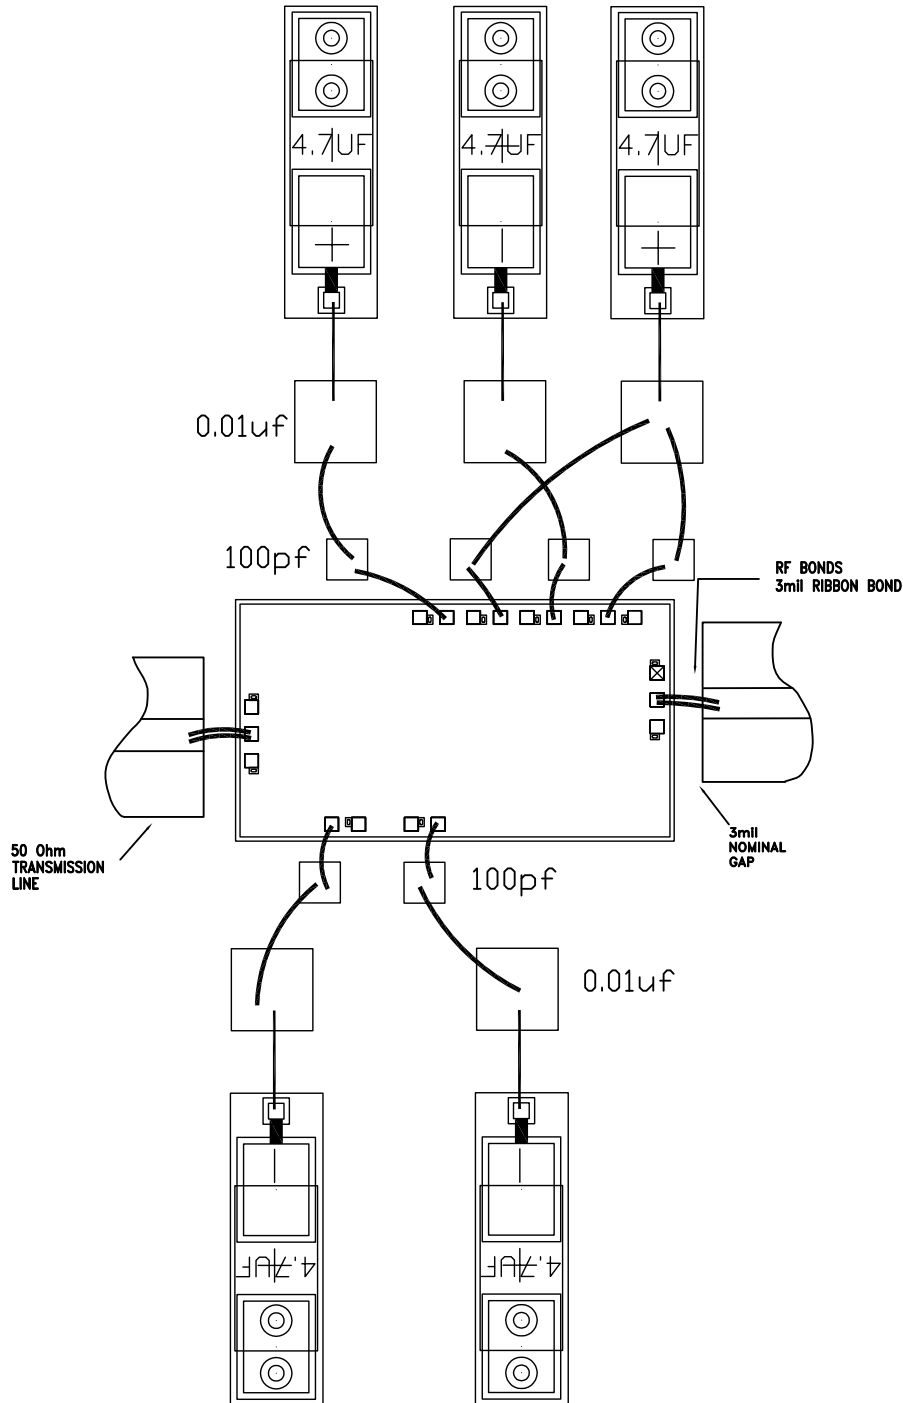 4.7UF
4.7UF
4.7UF
0.01uf
100pf
RF BONDS
3mil RIBBON BOND
3mil
NOMINAL
GAP
50 Ohm
TRANSMISSION
LINE
100pf
0.01uf
4.7UF
4.7UF